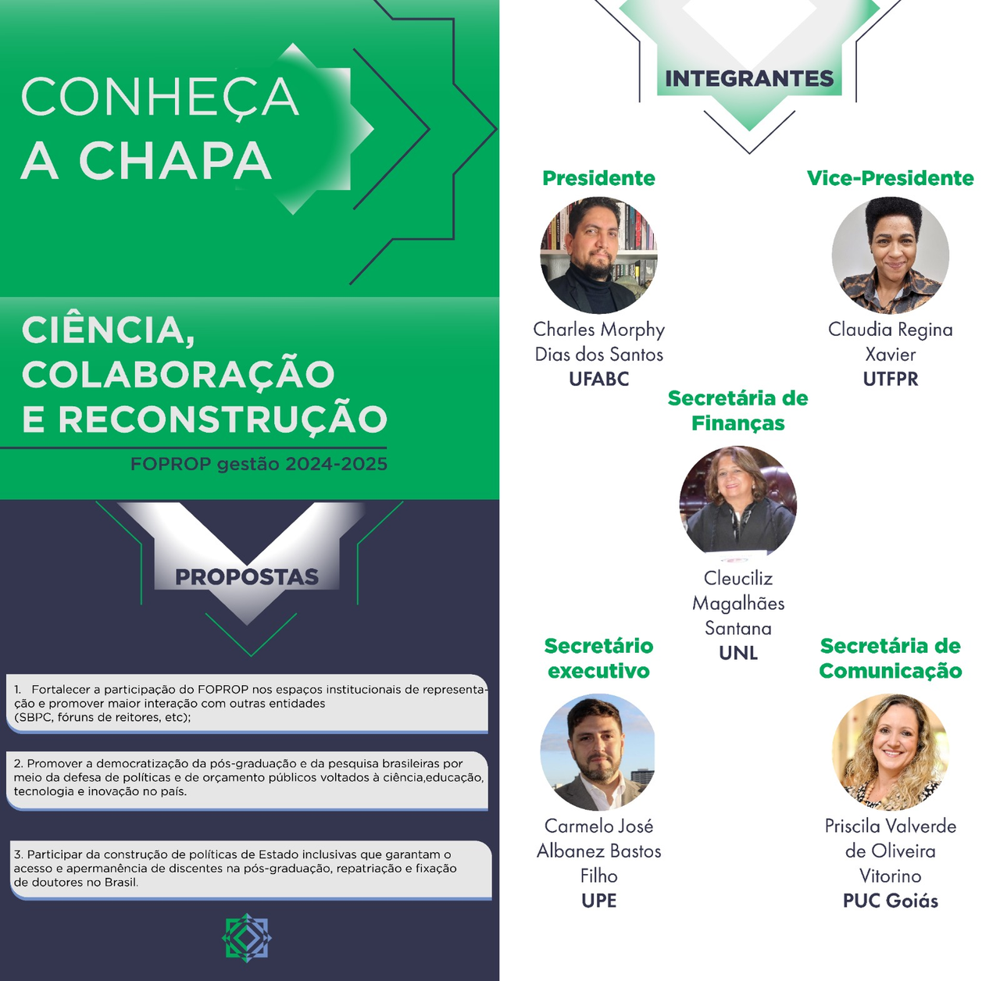 CONHEÇA
A CHAPA
CIÊNCIA,
COLABORAÇÃO
E RECONSTRUÇÃO
FOPROP gestão 2024-2025
PROPOSTAS
1. Fortalecer a participação do FOPROP nos espaços institucionais de representa-
ção e promover maior interação com outras entidades
(SBPC, fóruns de reitores, etc);
2. Promover a democratização da pós-graduação e da pesquisa brasileiras por
meio da defesa de políticas e de orçamento públicos voltados à ciência,educação,
tecnologia e inovação no país.
3. Participar da construção de políticas de Estado inclusivas que garantam o
acesso e apermanência de discentes na pós-graduação, repatriação e fixação
de doutores no Brasil.
INTEGRANTES
Presidente
Charles Morphy
Dias dos Santos
UFABC
Vice-Presidente
Claudia Regina
Xavier
UTFPR
Secretária de
Finanças
Cleuciliz
Magalhães
Santana
UNL
Secretário
executivo
Carmelo José
Albanez Bastos
Filho
UPE
Secretária de
Comunicação
Priscila Valverde
de Oliveira
Vitorino
PUC Goiás